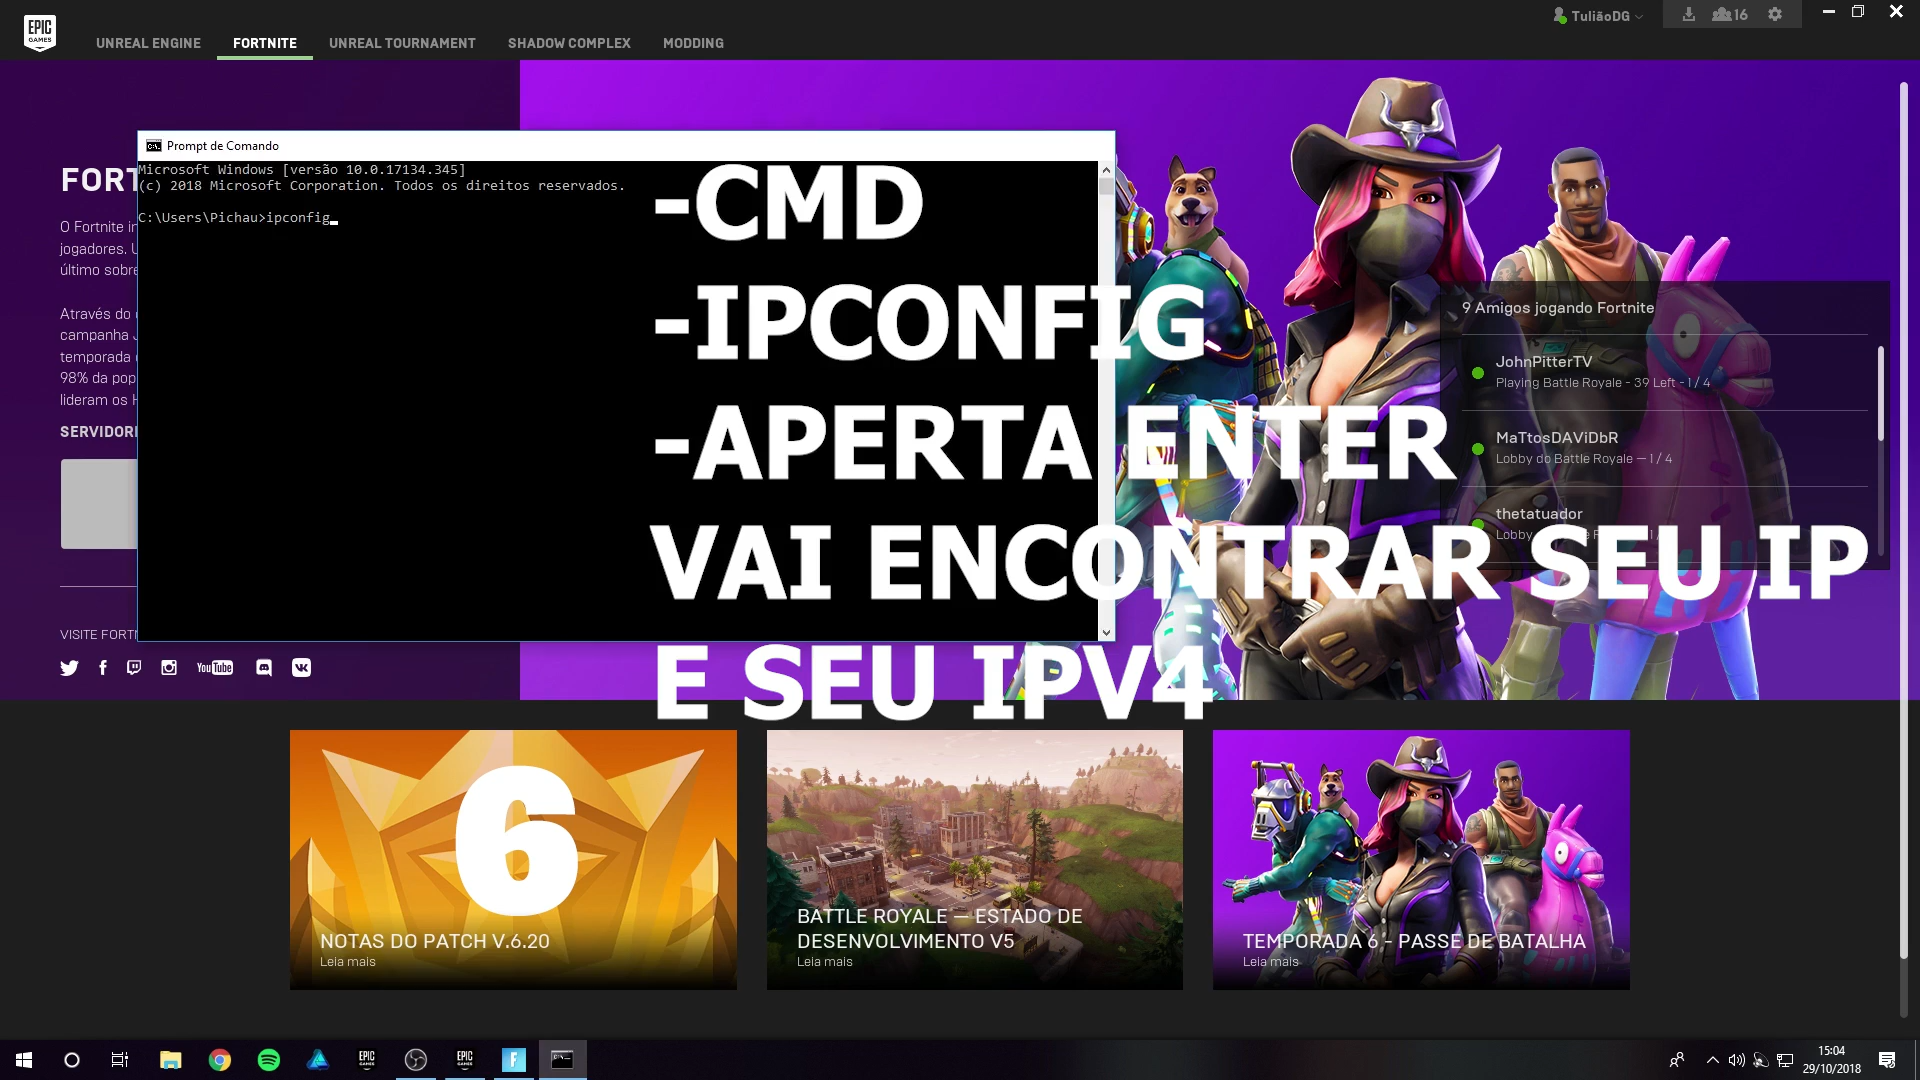 EPIC GAMES
UNREAL ENGINE
FORTNITE
UNREAL TOURNAMENT
SHADOW COMPLEX
MODDING
TuliãoDG
16
Prompt de Comando
Microsoft Windows [versão 10.0.17134.345]
(c) 2018 Microsoft Corporation. Todos os direitos reservados.
C:\Users\Pichau>ipconfig
-CMD
-IPCONFIG
-APERTA ENTER
VAI ENCONTRAR SEU IP
E SEU IPV4
O Fortnite
jogadores.
último sobre
Através do
campanha
temporada
98% da
lideram os
VISITE
YouTube
9 Amigos jogando Fortnite
JohnPitterTV
Playing Battle Royale - 39 Left - 1 / 4
MaTtosDAViDbR
Lobby do Battle Royale — 1 / 4
thetatuador
Lobby
6
NOTAS DO PATCH V.6.20
Leia mais
BATTLE ROYALE — ESTADO DE
DESENVOLVIMENTO V5
Leia mais
TEMPORADA 6 - PASSE DE BATALHA
Leia mais
EPIC GAMES
EPIC GAMES
F
15:04
29/10/2018